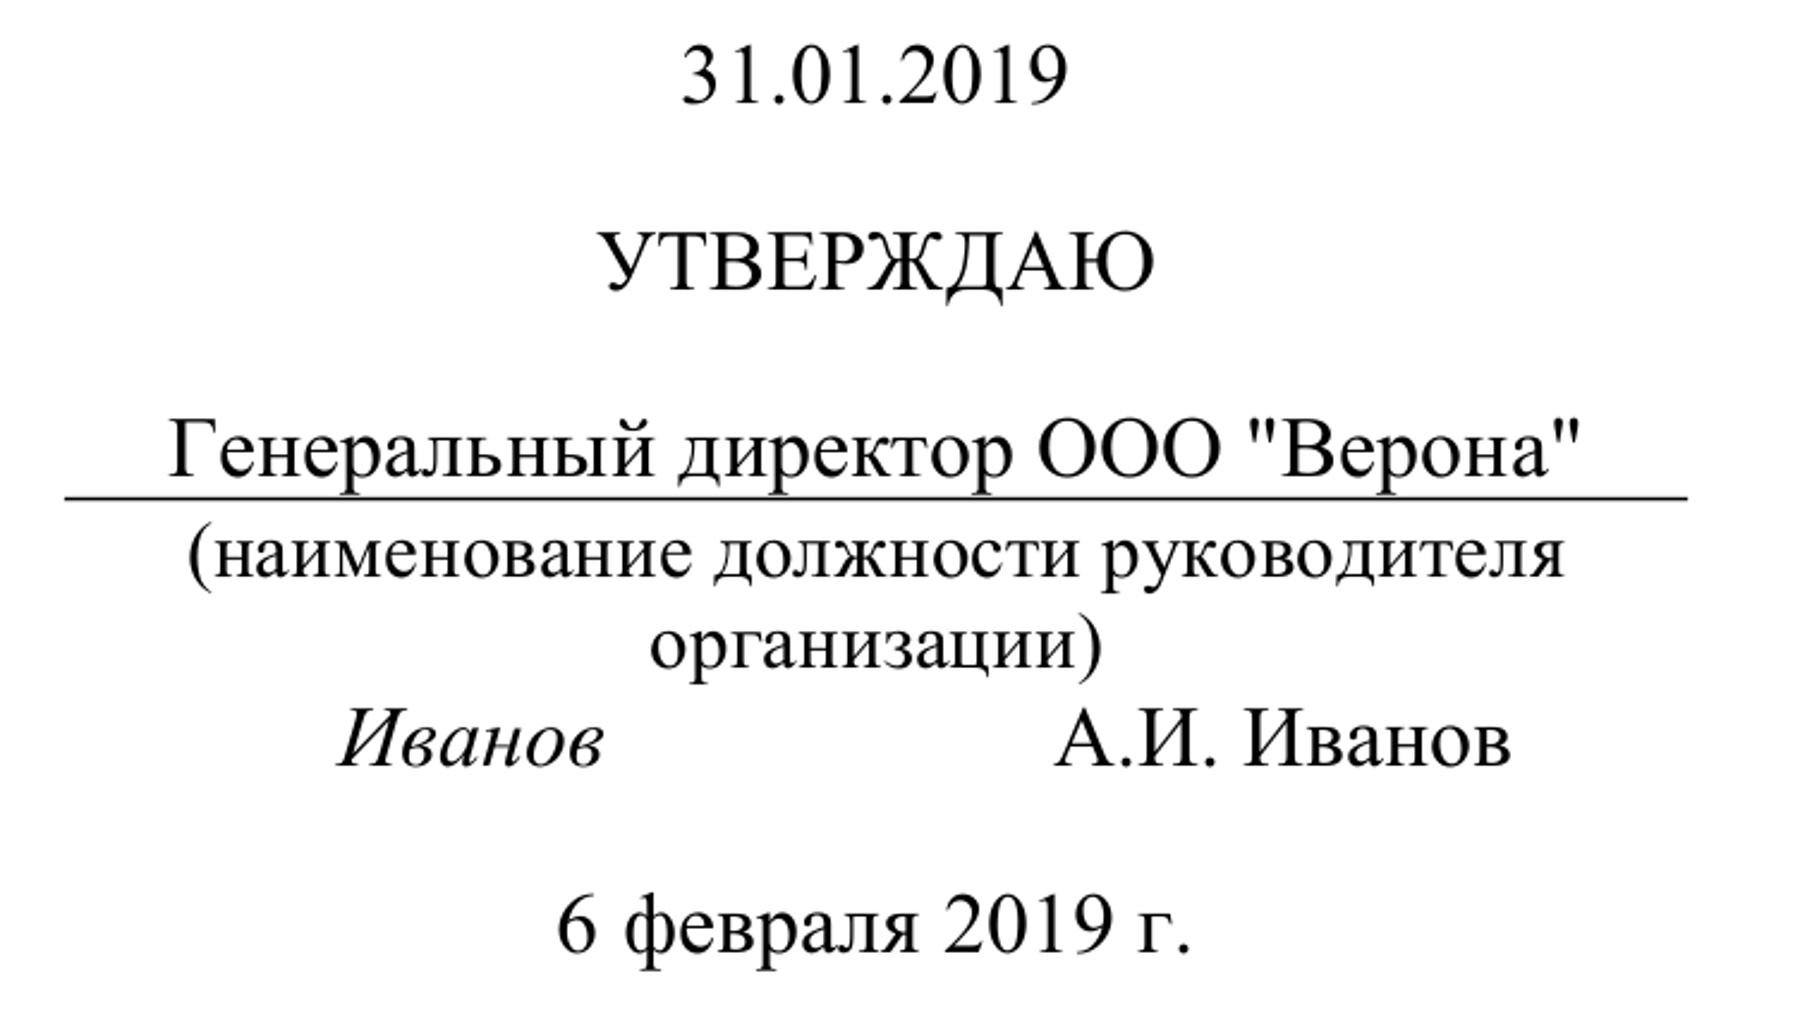 31.01.2019
УТВЕРЖДАЮ
Генеральный директор ООО "Верона"
(наименование должности руководителя
организации)
Иванов А.И. Иванов
6 февраля 2019 г.